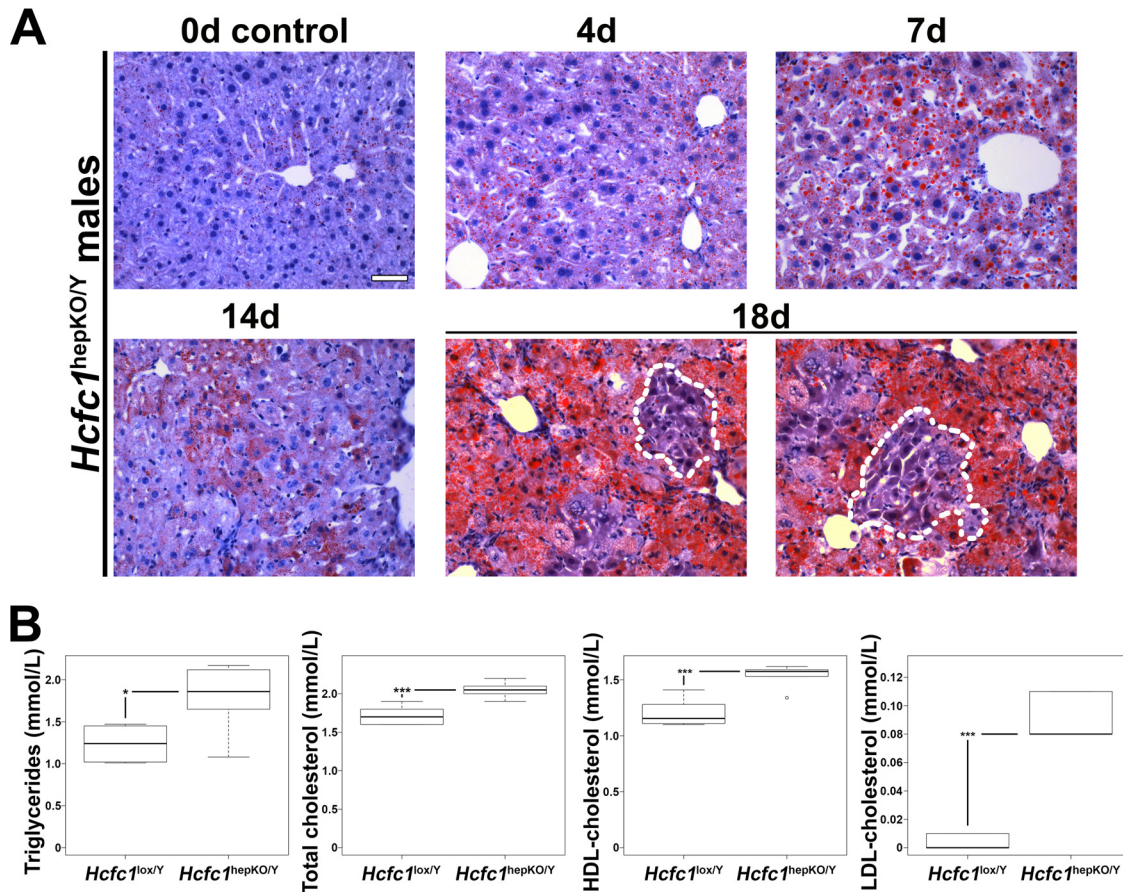 A
0d control
4d
7d
Hcfc1hepKO/Y males
14d
18d
B
Triglycerides (mmol/L)
2.0
1.5
1.0
0.5
0
*
Hcfc1lox/Y
Hcfc1hepKO/Y
Total cholesterol (mmol/L)
2.0
1.5
1.0
0.5
0
***
Hcfc1lox/Y
Hcfc1hepKO/Y
HDL-cholesterol (mmol/L)
1.5
1.0
0.5
0
***
Hcfc1lox/Y
Hcfc1hepKO/Y
LDL-cholesterol (mmol/L)
0.12
0.10
0.08
0.06
0.04
0.02
0
***
Hcfc1lox/Y
Hcfc1hepKO/Y